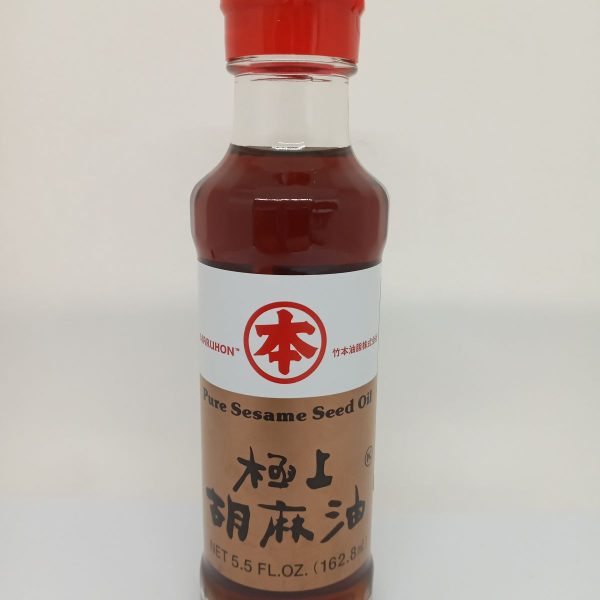 本
MARUHON™ 竹本油脂株式会社
Pure Sesame Seed Oil
極上
胡麻油
NET 5.5 FL.OZ. (162.8㎖)